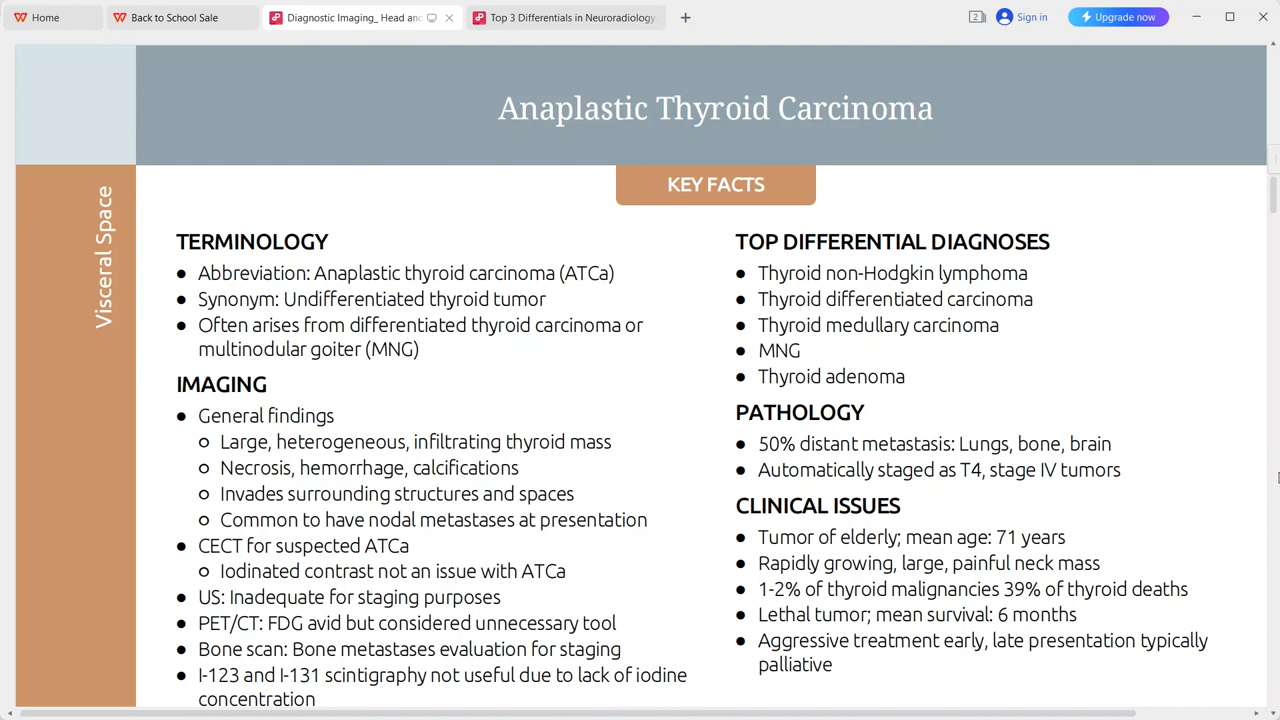 Home
Back to School Sale
Diagnostic Imaging_ Head an
Top 3 Differentials in Neuroradiology
2
Sign in
Upgrade now
Anaplastic Thyroid Carcinoma
Visceral Space
KEY FACTS
TERMINOLOGY
● Abbreviation: Anaplastic thyroid carcinoma (ATCa)
● Synonym: Undifferentiated thyroid tumor
● Often arises from differentiated thyroid carcinoma or
multinodular goiter (MNG)
IMAGING
● General findings
○ Large, heterogeneous, infiltrating thyroid mass
○ Necrosis, hemorrhage, calcifications
○ Invades surrounding structures and spaces
○ Common to have nodal metastases at presentation
● CECT for suspected ATCa
○ Iodinated contrast not an issue with ATCa
● US: Inadequate for staging purposes
● PET/CT: FDG avid but considered unnecessary tool
● Bone scan: Bone metastases evaluation for staging
● I-123 and I-131 scintigraphy not useful due to lack of iodine
concentration
TOP DIFFERENTIAL DIAGNOSES
● Thyroid non-Hodgkin lymphoma
● Thyroid differentiated carcinoma
● Thyroid medullary carcinoma
● MNG
● Thyroid adenoma
PATHOLOGY
● 50% distant metastasis: Lungs, bone, brain
● Automatically staged as T4, stage IV tumors
CLINICAL ISSUES
● Tumor of elderly; mean age: 71 years
● Rapidly growing, large, painful neck mass
● 1-2% of thyroid malignancies 39% of thyroid deaths
● Lethal tumor; mean survival: 6 months
● Aggressive treatment early, late presentation typically
palliative